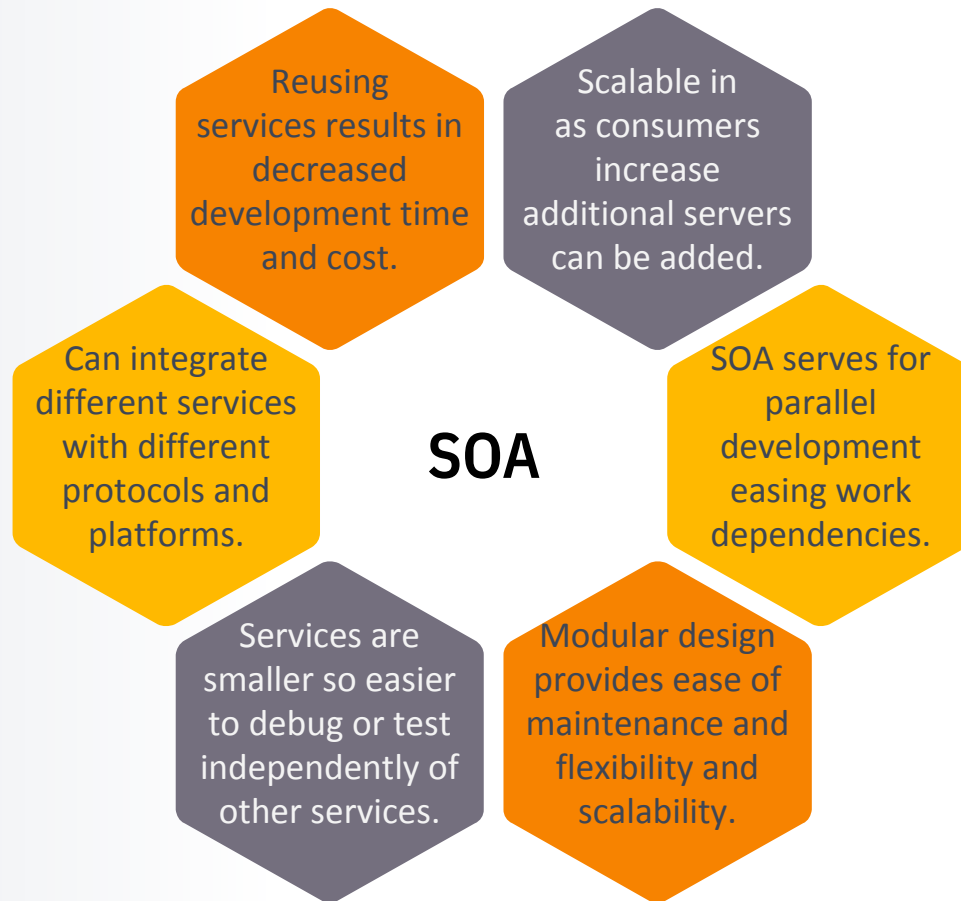 Reusing
services results in
decreased
development time
and cost.
Scalable in
as consumers
increase
additional servers
can be added.
Can integrate
different services
with different
protocols and
platforms.
SOA
SOA serves for
parallel
development
easing work
dependencies.
Services are
smaller so easier
to debug or test
independently of
other services.
Modular design
provides ease of
maintenance and
flexibility and
scalability.